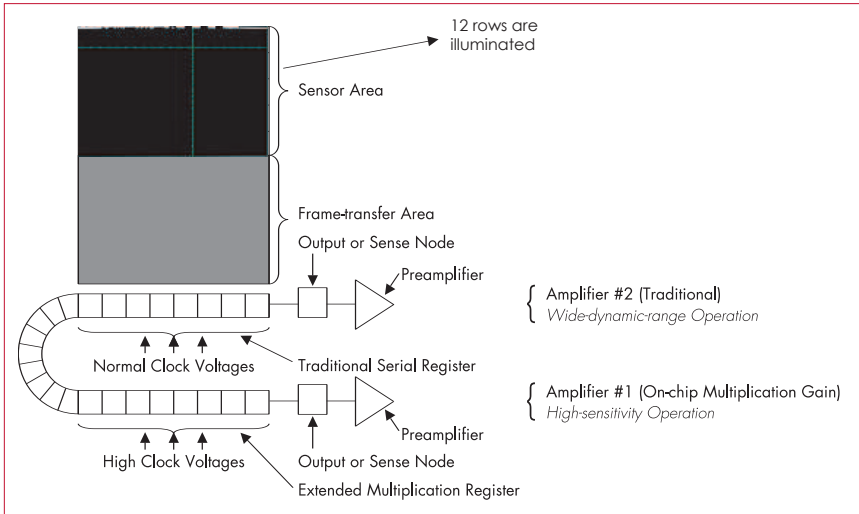 12 rows are
illuminated
Sensor Area
Frame-transfer Area
Output or Sense Node
Preamplifier
Amplifier #2 (Traditional)
Wide-dynamic-range Operation
Normal Clock Voltages
Traditional Serial Register
Amplifier #1 (On-chip Multiplication Gain)
High-sensitivity Operation
Preamplifier
High Clock Voltages
Output or Sense Node
Extended Multiplication Register